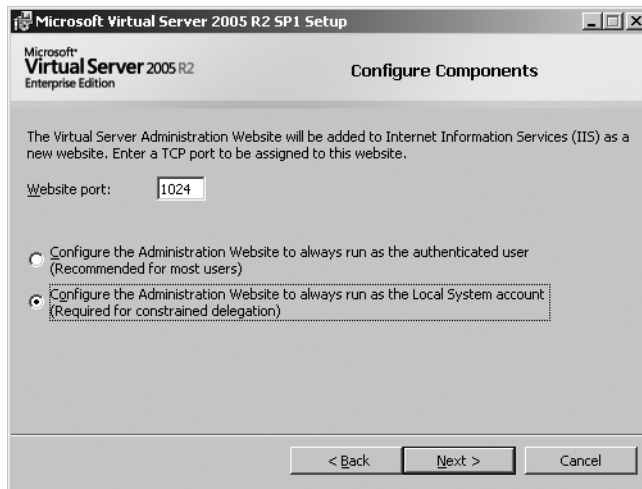 Microsoft Virtual Server 2005 R2 SP1 Setup
Microsoft
Virtual Server 2005 R2
Enterprise Edition
Configure Components
The Virtual Server Administration Website will be added to Internet Information Services (IIS) as a
new website. Enter a TCP port to be assigned to this website.
Website port: 1024
Configure the Administration Website to always run as the authenticated user
(Recommended for most users)
Configure the Administration Website to always run as the Local System account
(Required for constrained delegation)
< Back Next > Cancel